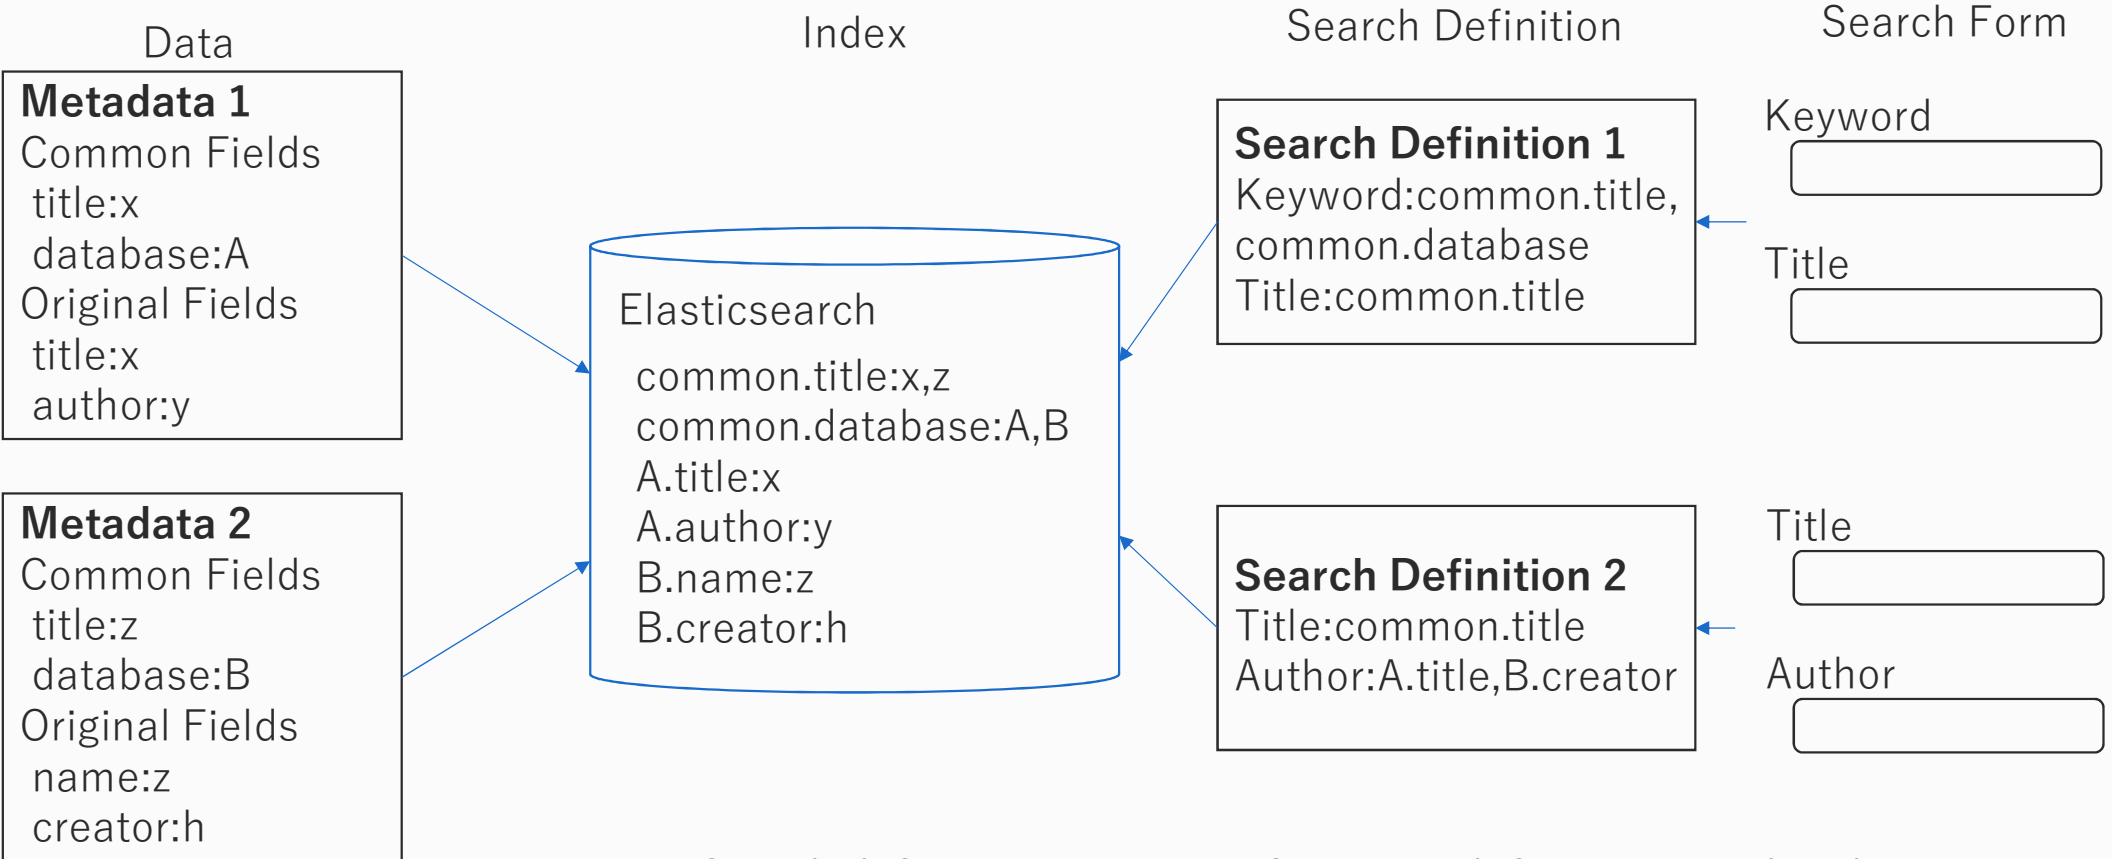 Data
Metadata 1
Common Fields
title:x
database:A
Original Fields
title:x
author:y
Metadata 2
Common Fields
title:z
database:B
Original Fields
name:z
creator:h
Index
Elasticsearch
common.title:x,z
common.database:A,B
A.title:x
A.author:y
B.name:z
B.creator:h
Search Definition
Search Definition 1
Keyword:common.title,
common.database
Title:common.title
Search Definition 2
Title:common.title
Author:A.title,B.creator
Search Form
Keyword
Title
Title
Author